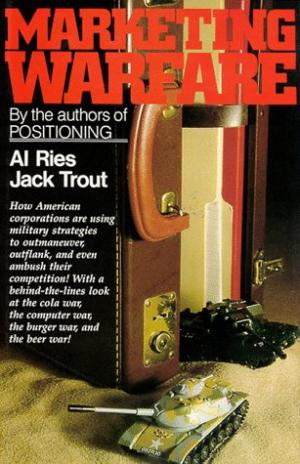 MARKETING
WARFARE
By the authors of
POSITIONING
Al Ries
Jack Trout
How American
corporations are using
military strategies
to outmaneuver,
outflank, and even
ambush their
competition! With a
behind-the-lines look
at the cola war,
the computer war,
the burger war, and
the beer war!